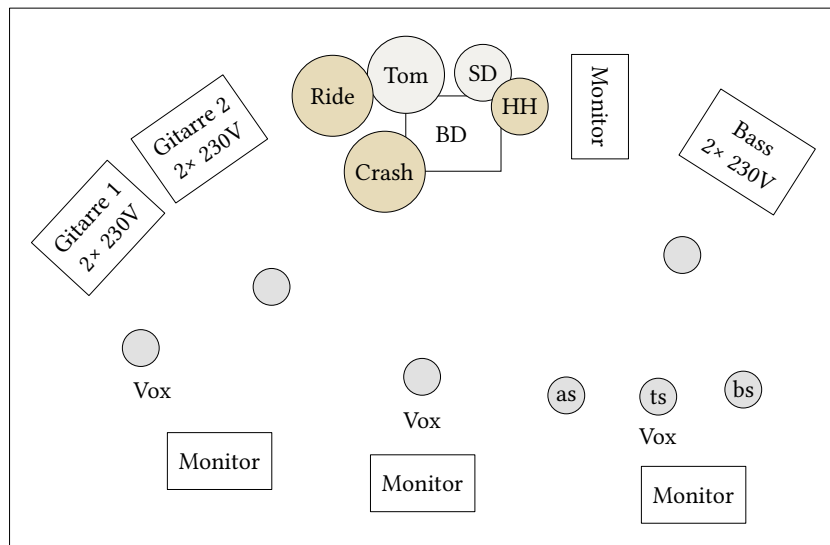 Tom
SD
Ride
HH
BD
Crash
Monitor
Bass
2× 230V
Gitarre 2
2× 230V
Gitarre 1
2× 230V
Vox
as
ts
bs
Vox
Vox
Monitor
Monitor
Monitor